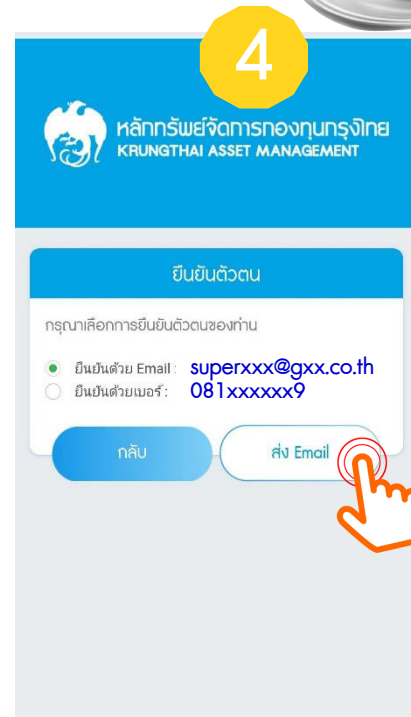 4
หลักทรัพย์จัดการกองทุนกรุงไทย
KRUNGTHAI ASSET MANAGEMENT
ยืนยันตัวตน
กรุณาเลือกการยืนยันตัวตนของท่าน
ยืนยันด้วย Email : superxxx@gxx.co.th
ยืนยันด้วยเบอร์ : 081xxxxxx9
กลับ
ส่ง Email